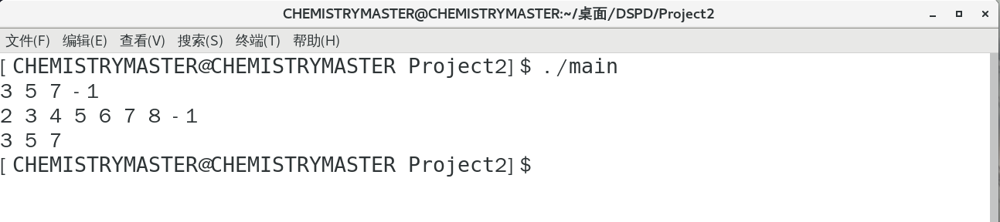 CHEMISTRYMASTER@CHEMISTRYMASTER:~/桌面/DSPD/Project2
文件(F) 编辑(E) 查看(V) 搜索(S) 终端(T) 帮助(H)
[CHEMISTRYMASTER@CHEMISTRYMASTER Project2]$ ./main
3 5 7 -1
2 3 4 5 6 7 8 -1
3 5 7
[CHEMISTRYMASTER@CHEMISTRYMASTER Project2]$